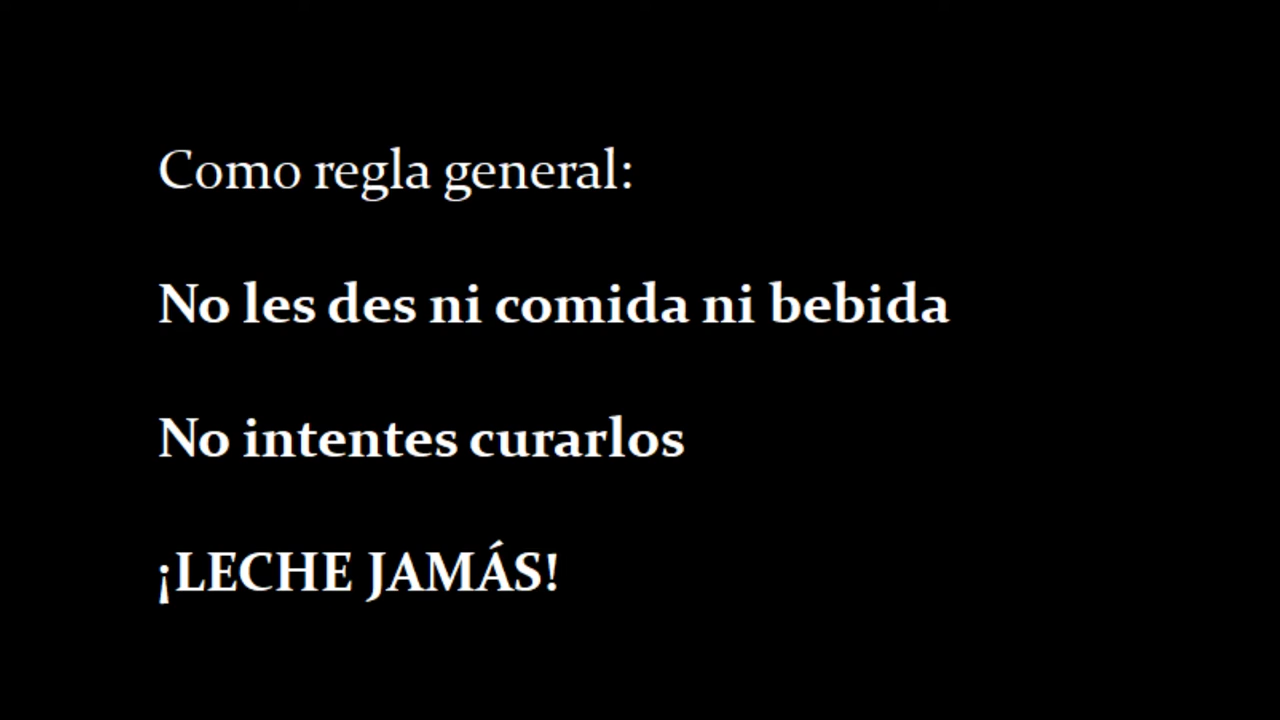 Como regla general:
No les des ni comida ni bebida
No intentes curarlos
¡LECHE JAMÁS!